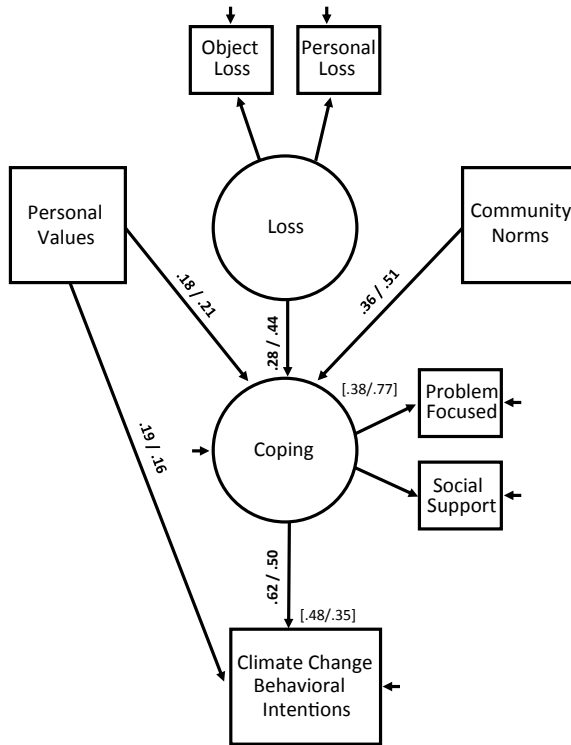 Object
Loss
Personal
Loss
Personal
Values
Loss
Community
Norms
.18 / .21
.28 / .44
.36 / .51
[.38/.77]
Problem
Focused
Coping
.19 / .16
Social
Support
.62 / .50
[.48/.35]
Climate Change
Behavioral
Intentions